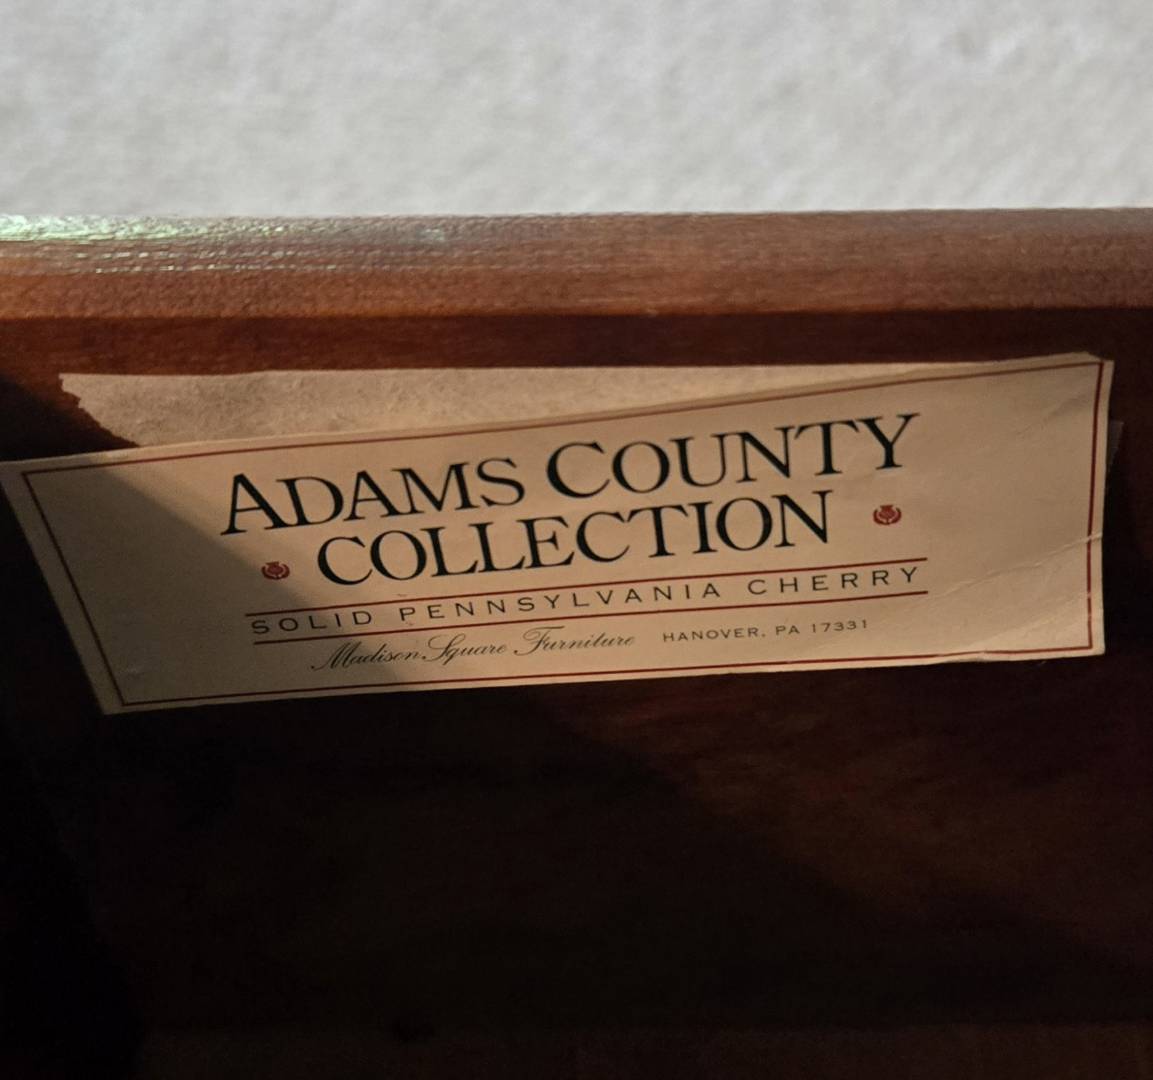 ADAMS COUNTY
COLLECTION
SOLID PENNSYLVANIA CHERRY
Madison Square Furniture HANOVER, PA 17331